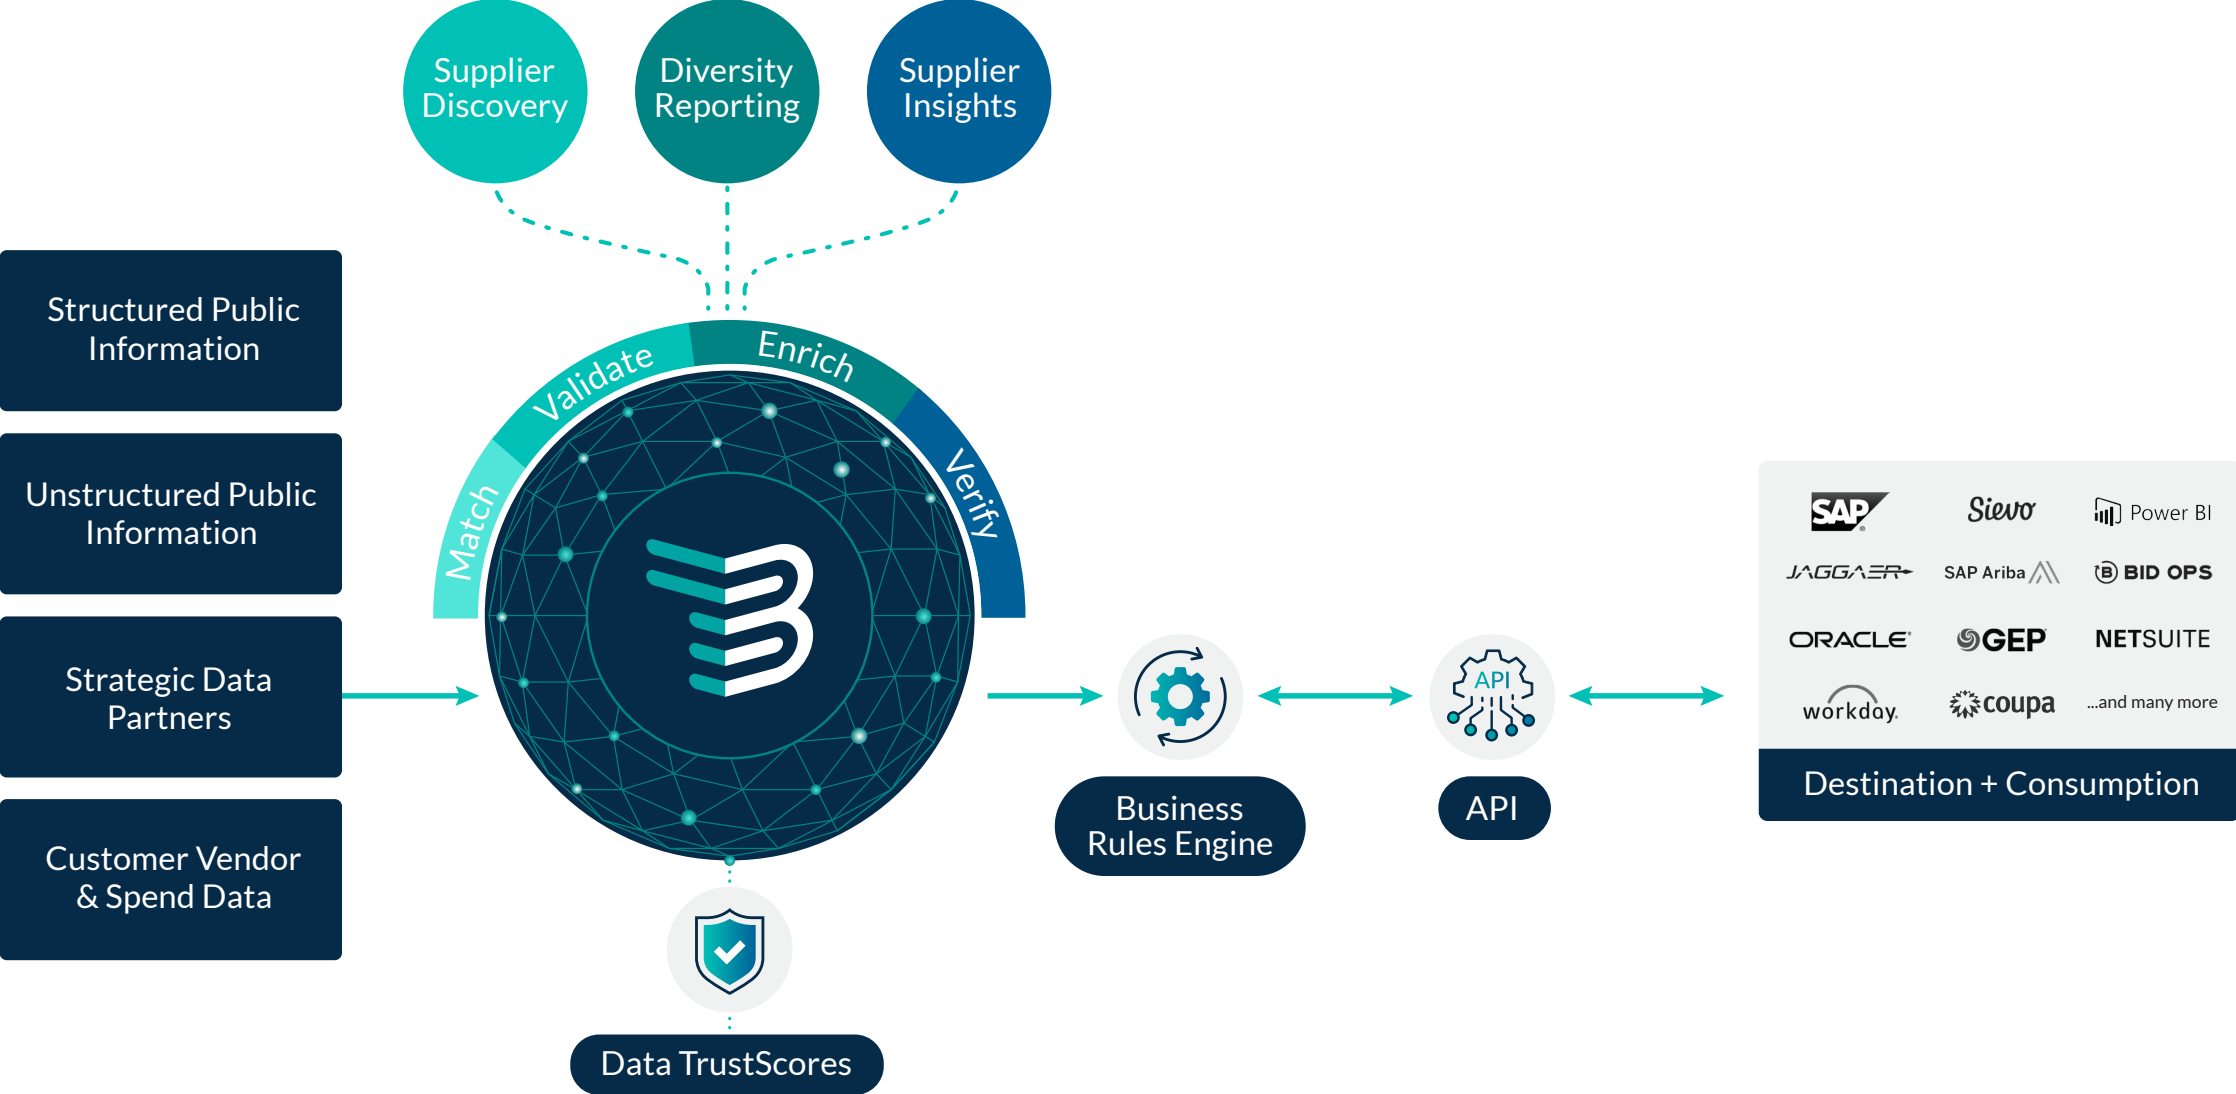 Supplier
Discovery
Diversity
Reporting
Supplier
Insights
Structured Public
Information
Unstructured Public
Information
Strategic Data
Partners
Customer Vendor
& Spend Data
Match
Validate
Enrich
Verify
Data TrustScores
Business
Rules Engine
API
API
SAP®
Sievo
Power BI
JAGGAER
SAP Ariba
B BID OPS
ORACLE®
GEP
NETSUITE
workday.
coupa
...and many more
Destination + Consumption